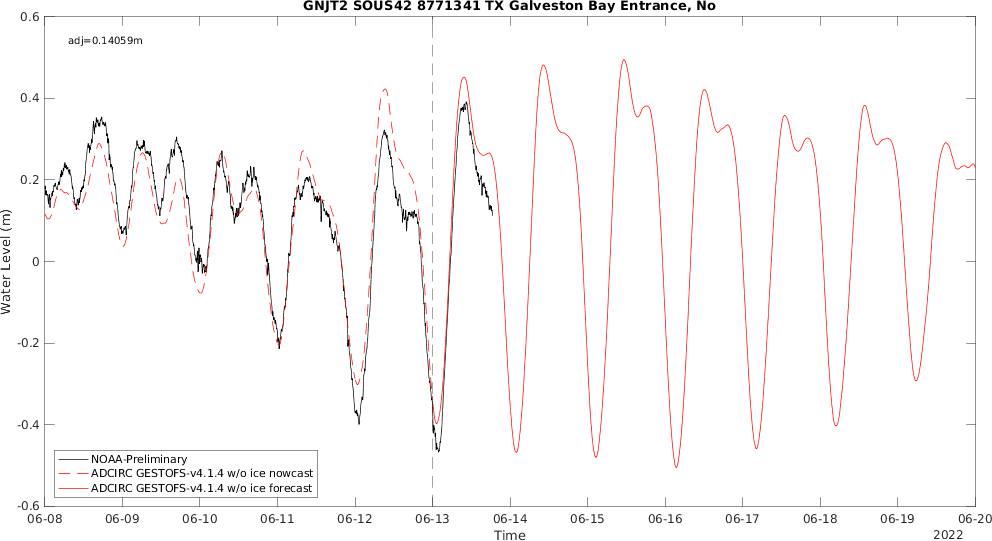 GNJT2 SOUS42 8771341 TX Galveston Bay Entrance, No
adj=0.14059m
0.6
0.4
0.2
0
-0.2
-0.4
-0.6
Water Level (m)
NOAA-Preliminary
ADCIRC GESTOFS-v4.1.4 w/o ice nowcast
ADCIRC GESTOFS-v4.1.4 w/o ice forecast
06-08 06-09 06-10 06-11 06-12 06-13 06-14 06-15 06-16 06-17 06-18 06-19 06-20
Time
2022